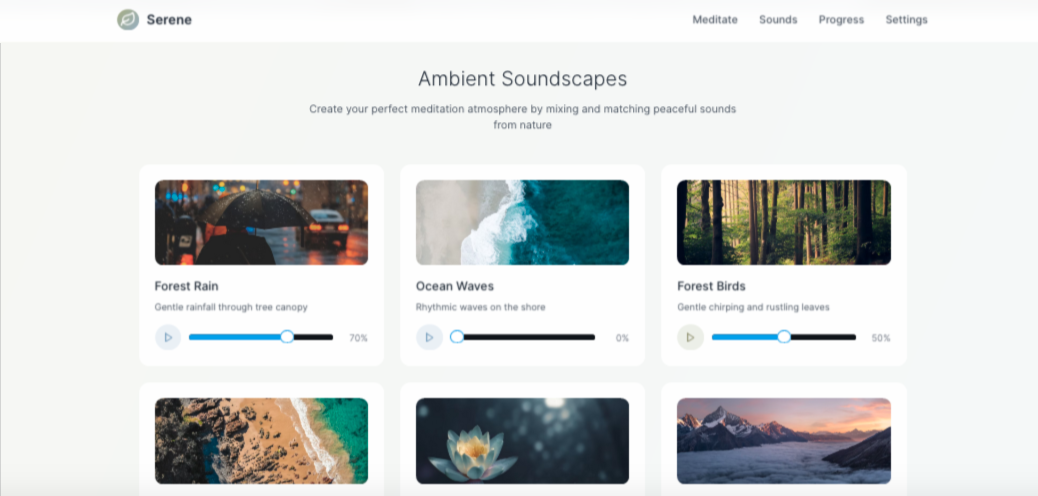 Serene
Meditate Sounds Progress Settings
Ambient Soundscapes
Create your perfect meditation atmosphere by mixing and matching peaceful sounds
from nature
Forest Rain
Gentle rainfall through tree canopy
70%
Ocean Waves
Rhythmic waves on the shore
0%
Forest Birds
Gentle chirping and rustling leaves
50%